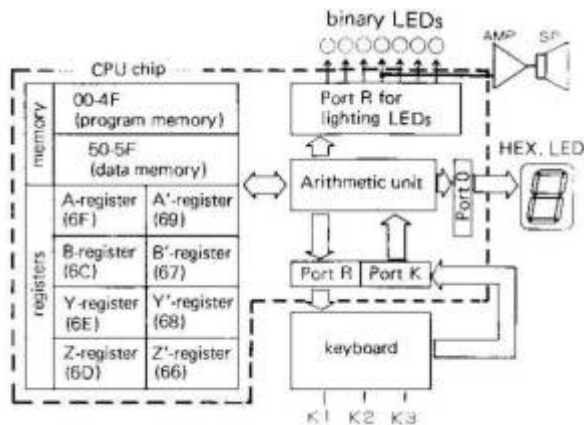 binary LEDs
AMP
SP
CPU chip
memory
00-4F
(program memory)
50-5F
(data memory)
Port R for
lighting LEDs
HEX. LED
Arithmetic unit
Port O
registers
A-register
(6F)
A'-register
(69)
B-register
(6C)
B'-register
(67)
Y-register
(6E)
Y'-register
(68)
Z-register
(6D)
Z'-register
(66)
Port R
Port K
keyboard
K1
K2
K3